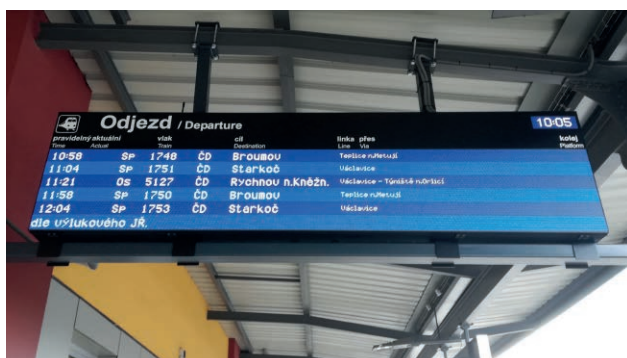 Odjezd / Departure 10:05
pravidelný aktuální vlak cíl linka přes kolej
Time Actual Train Destination Line Via Platform
10:58 Sp 1748 ČD Broumov Teplice n.Metují
11:04 Sp 1751 ČD Starkoč Václavice
11:21 Os 5127 ČD Rychnov n.Kněžn. Václavice - Týniště n.Orlicí
11:58 Sp 1750 ČD Broumov Teplice n.Metují
12:04 Sp 1753 ČD Starkoč Václavice
dle výlukového JŘ.